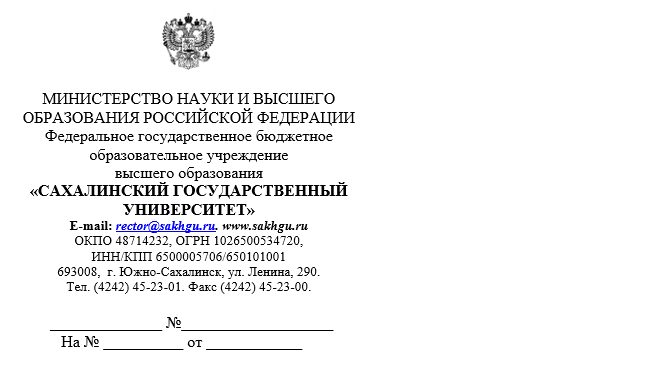 МИНИСТЕРСТВО НАУКИ И ВЫСШЕГО
ОБРАЗОВАНИЯ РОССИЙСКОЙ ФЕДЕРАЦИИ
Федеральное государственное бюджетное
образовательное учреждение
высшего образования
«САХАЛИНСКИЙ ГОСУДАРСТВЕННЫЙ
УНИВЕРСИТЕТ»
E-mail: rector@sakhgu.ru. www.sakhgu.ru
ОКПО 48714232, ОГРН 1026500534720,
ИНН/КПП 6500005706/650101001
693008, г. Южно-Сахалинск, ул. Ленина, 290.
Тел. (4242) 45-23-01. Факс (4242) 45-23-00.
______________ №___________________
На № __________ от ____________